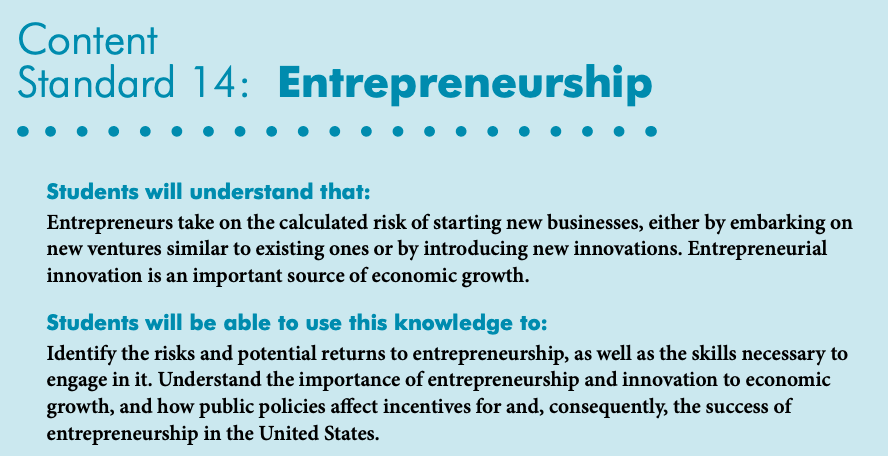 Content
Standard 14: Entrepreneurship
Students will understand that:
Entrepreneurs take on the calculated risk of starting new businesses, either by embarking on
new ventures similar to existing ones or by introducing new innovations. Entrepreneurial
innovation is an important source of economic growth.
Students will be able to use this knowledge to:
Identify the risks and potential returns to entrepreneurship, as well as the skills necessary to
engage in it. Understand the importance of entrepreneurship and innovation to economic
growth, and how public policies affect incentives for and, consequently, the success of
entrepreneurship in the United States.